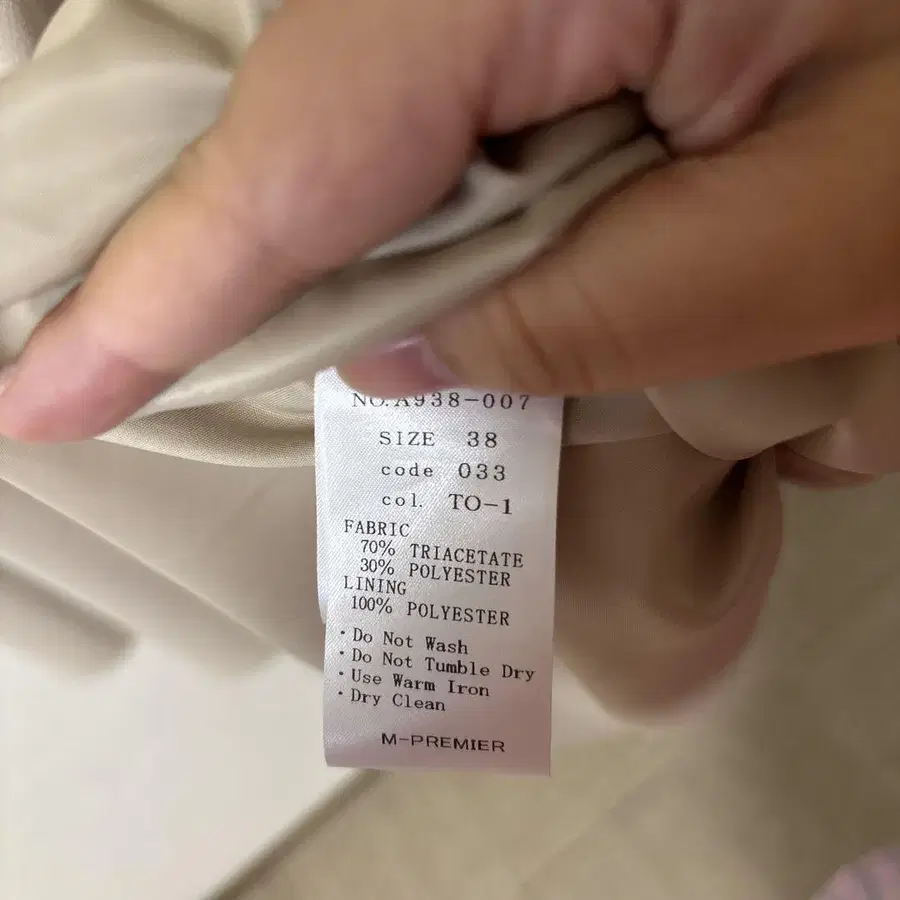 NO.A938-007
SIZE 38
code 033
col. TO-1
FABRIC
70% TRIACETATE
30% POLYESTER
LINING
100% POLYESTER
・Do Not Wash
・Do Not Tumble Dry
・Use Warm Iron
・Dry Clean
M-PREMIER